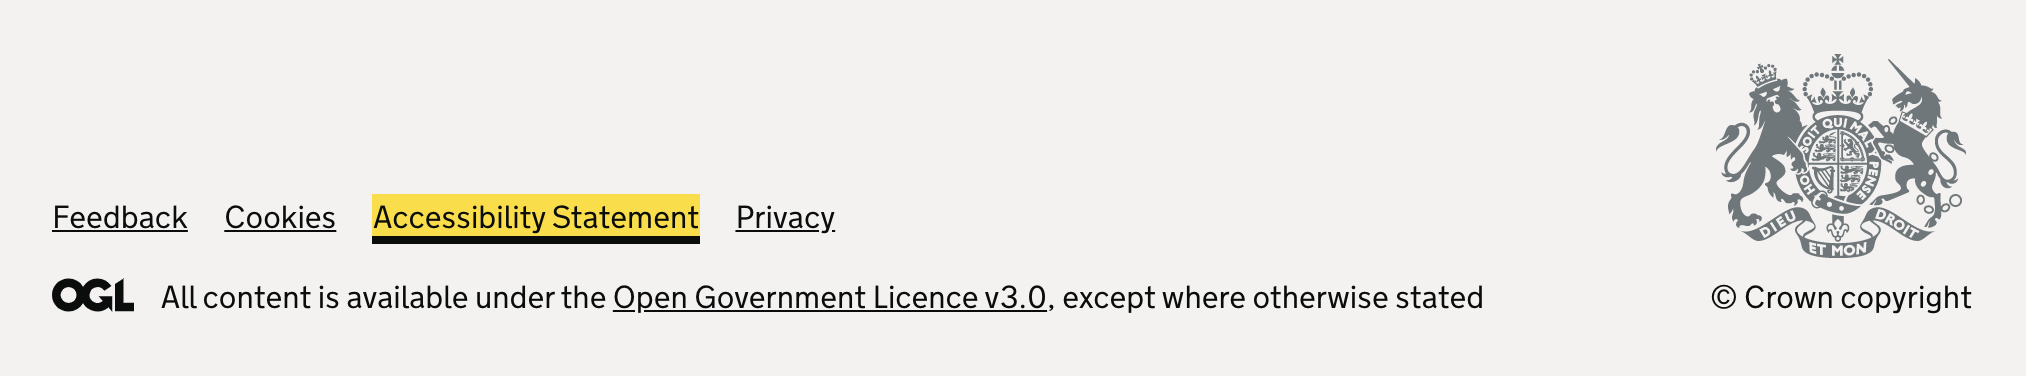 HONI SOIT QUI MAL Y PENSE
DIEU ET MON DROIT
Feedback Cookies Accessibility Statement Privacy
OGL All content is available under the Open Government Licence v3.0, except where otherwise stated
© Crown copyright